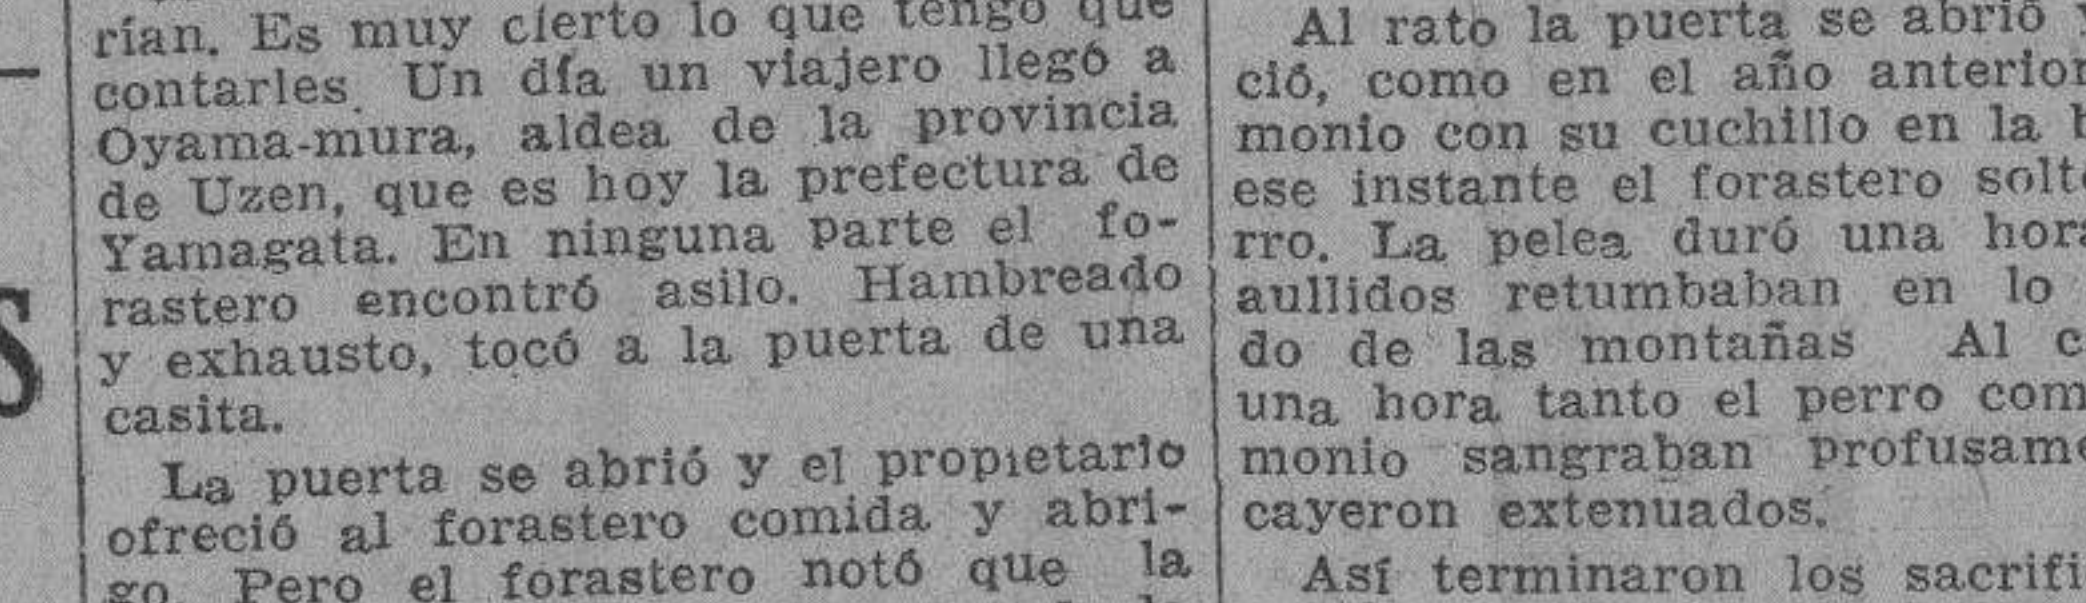 rían. Es muy cierto lo que tengo que
contarles. Un día un viajero llegó a
Oyama-mura, aldea de la provincia
de Uzen, que es hoy la prefectura de
Yamagata. En ninguna parte el fo-
rastero encontró asilo. Hambreado
y exhausto, tocó a la puerta de una
casita.
La puerta se abrió y el propietario
ofreció al forastero comida y abri-
go. Pero el forastero notó que la
Al rato la puerta se abrió
ció, como en el año anterior
monio con su cuchillo en la
ese instante el forastero solt
rro. La pelea duró una hora
aullidos retumbaban en lo
do de las montañas Al
una hora tanto el perro com
monio sangraban profusame
cayeron extenuados.
Así terminaron los sacrifi